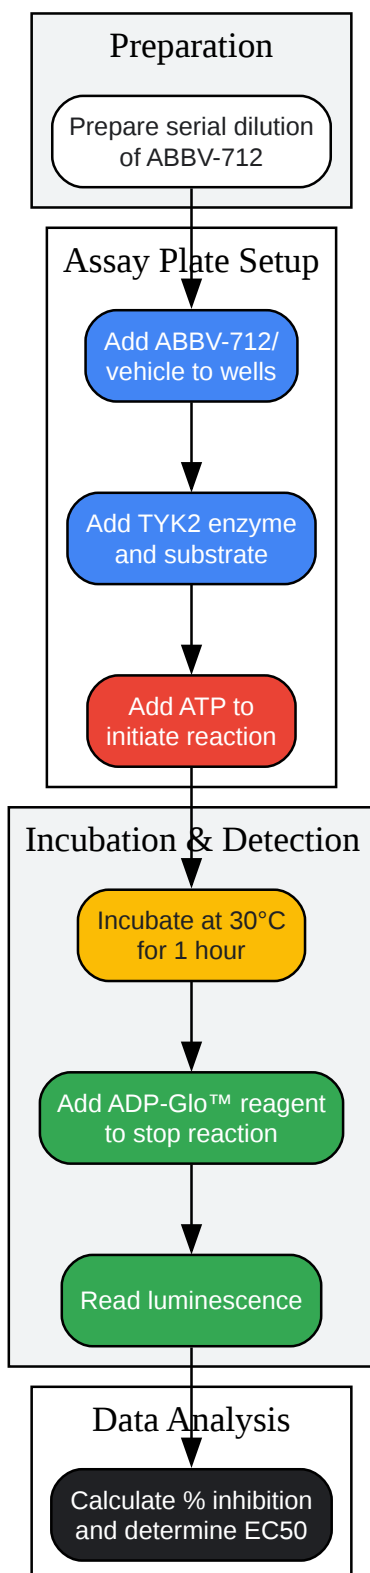 Preparation
Prepare serial dilution
of ABBV-712
Assay Plate Setup
Add ABBV-712/
vehicle to wells
Add TYK2 enzyme
and substrate
Add ATP to
initiate reaction
Incubation & Detection
Incubate at 30°C
for 1 hour
Add ADP-Glo™ reagent
to stop reaction
Read luminescence
Data Analysis
Calculate % inhibition
and determine EC50